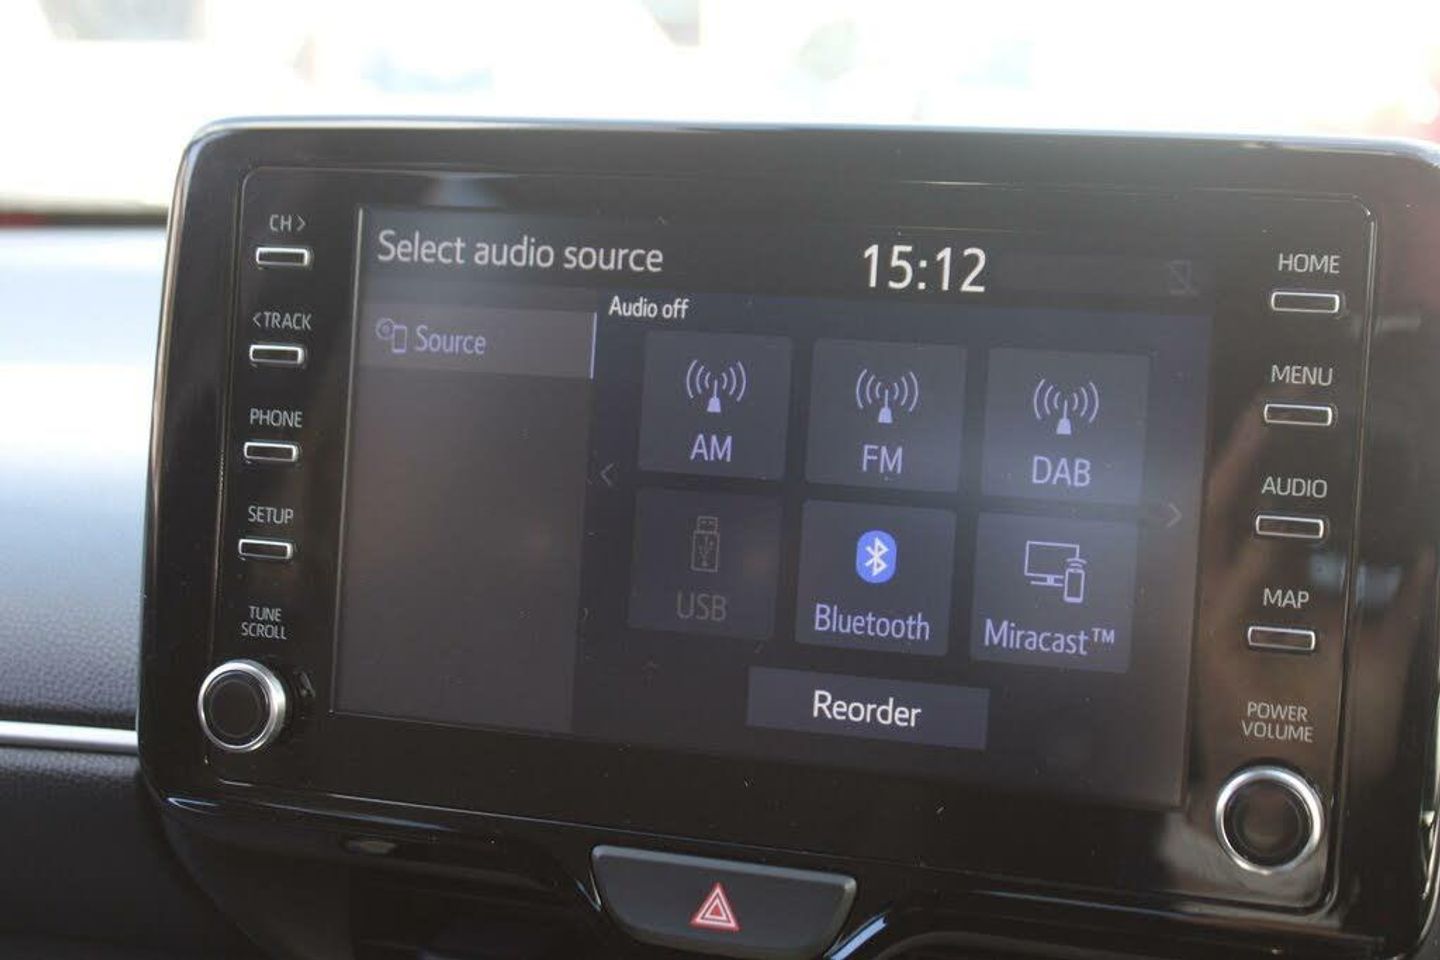 CH >
<TRACK
PHONE
SETUP
TUNE
SCROLL
Select audio source
15:12
Source
Audio off
AM
FM
DAB
USB
Bluetooth
Miracast™
Reorder
HOME
MENU
AUDIO
MAP
POWER
VOLUME